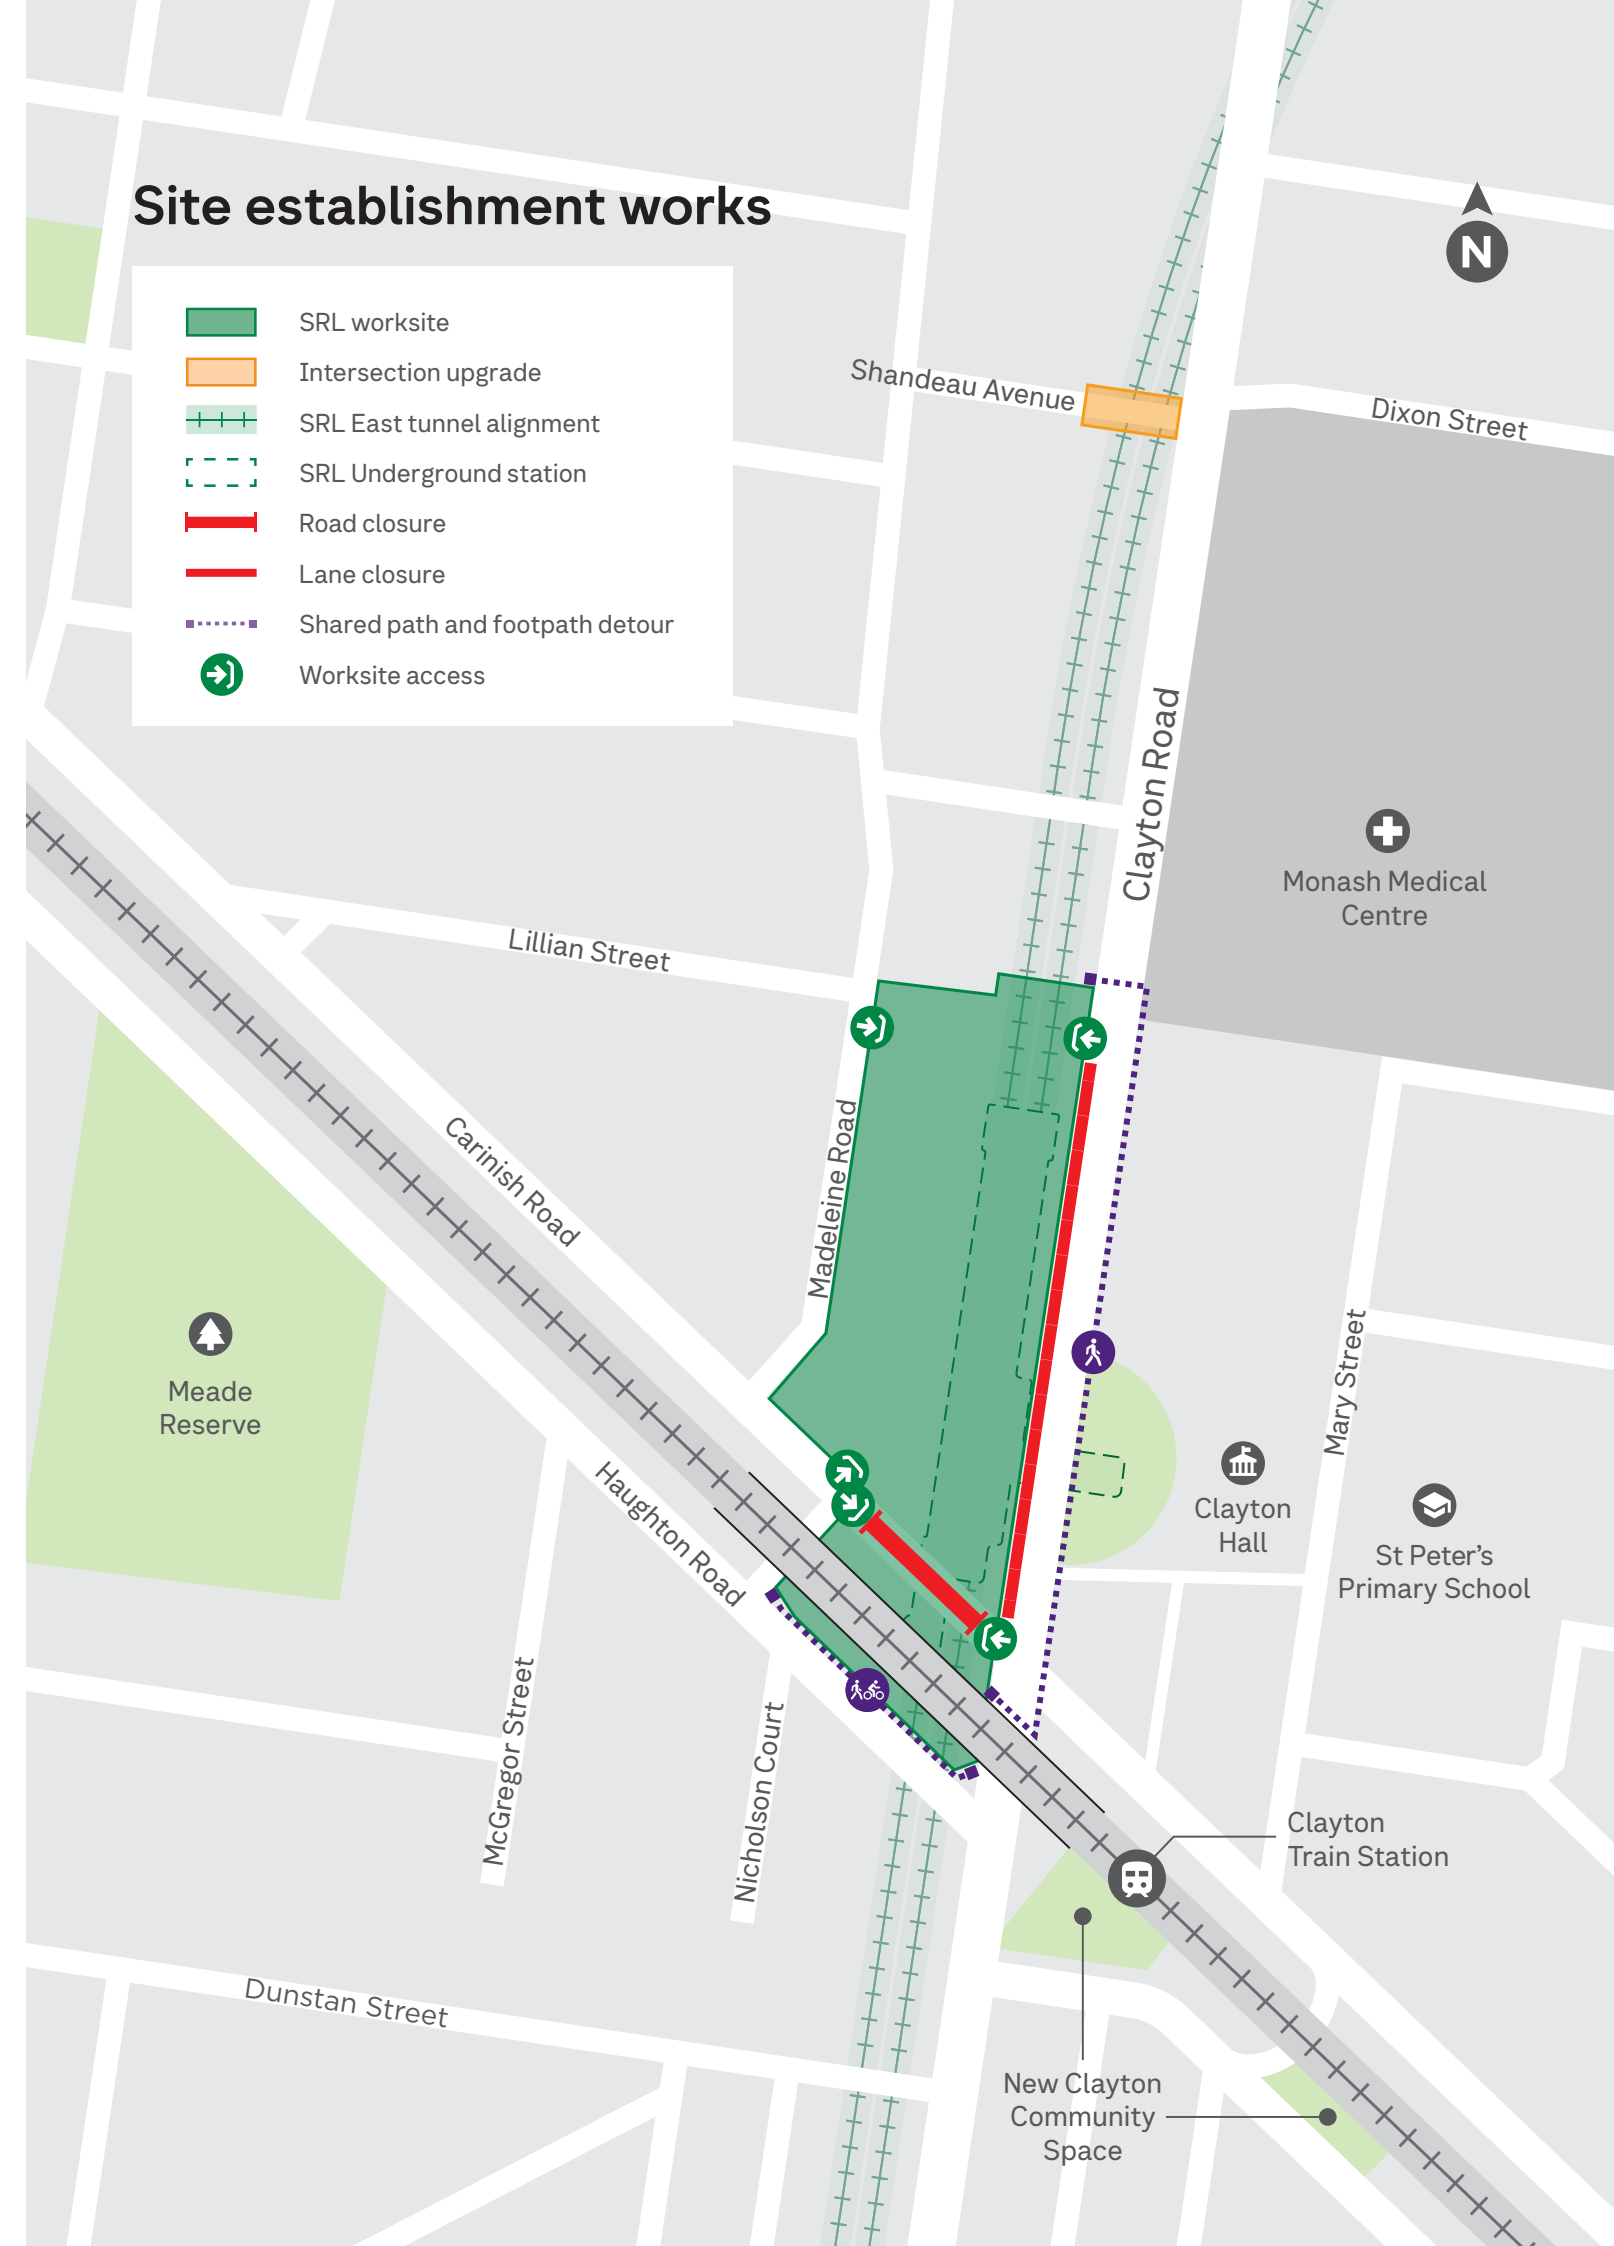 Site establishment works
N
SRL worksite
Intersection upgrade
SRL East tunnel alignment
SRL Underground station
Road closure
Lane closure
Shared path and footpath detour
Worksite access
Shandeau Avenue
Dixon Street
Clayton Road
Monash Medical
Centre
Lillian Street
Carinish Road
Madeleine Road
Meade
Reserve
Mary Street
Haughton Road
Clayton
Hall
St Peter’s
Primary School
McGregor Street
Nicholson Court
Clayton
Train Station
Dunstan Street
New Clayton
Community
Space